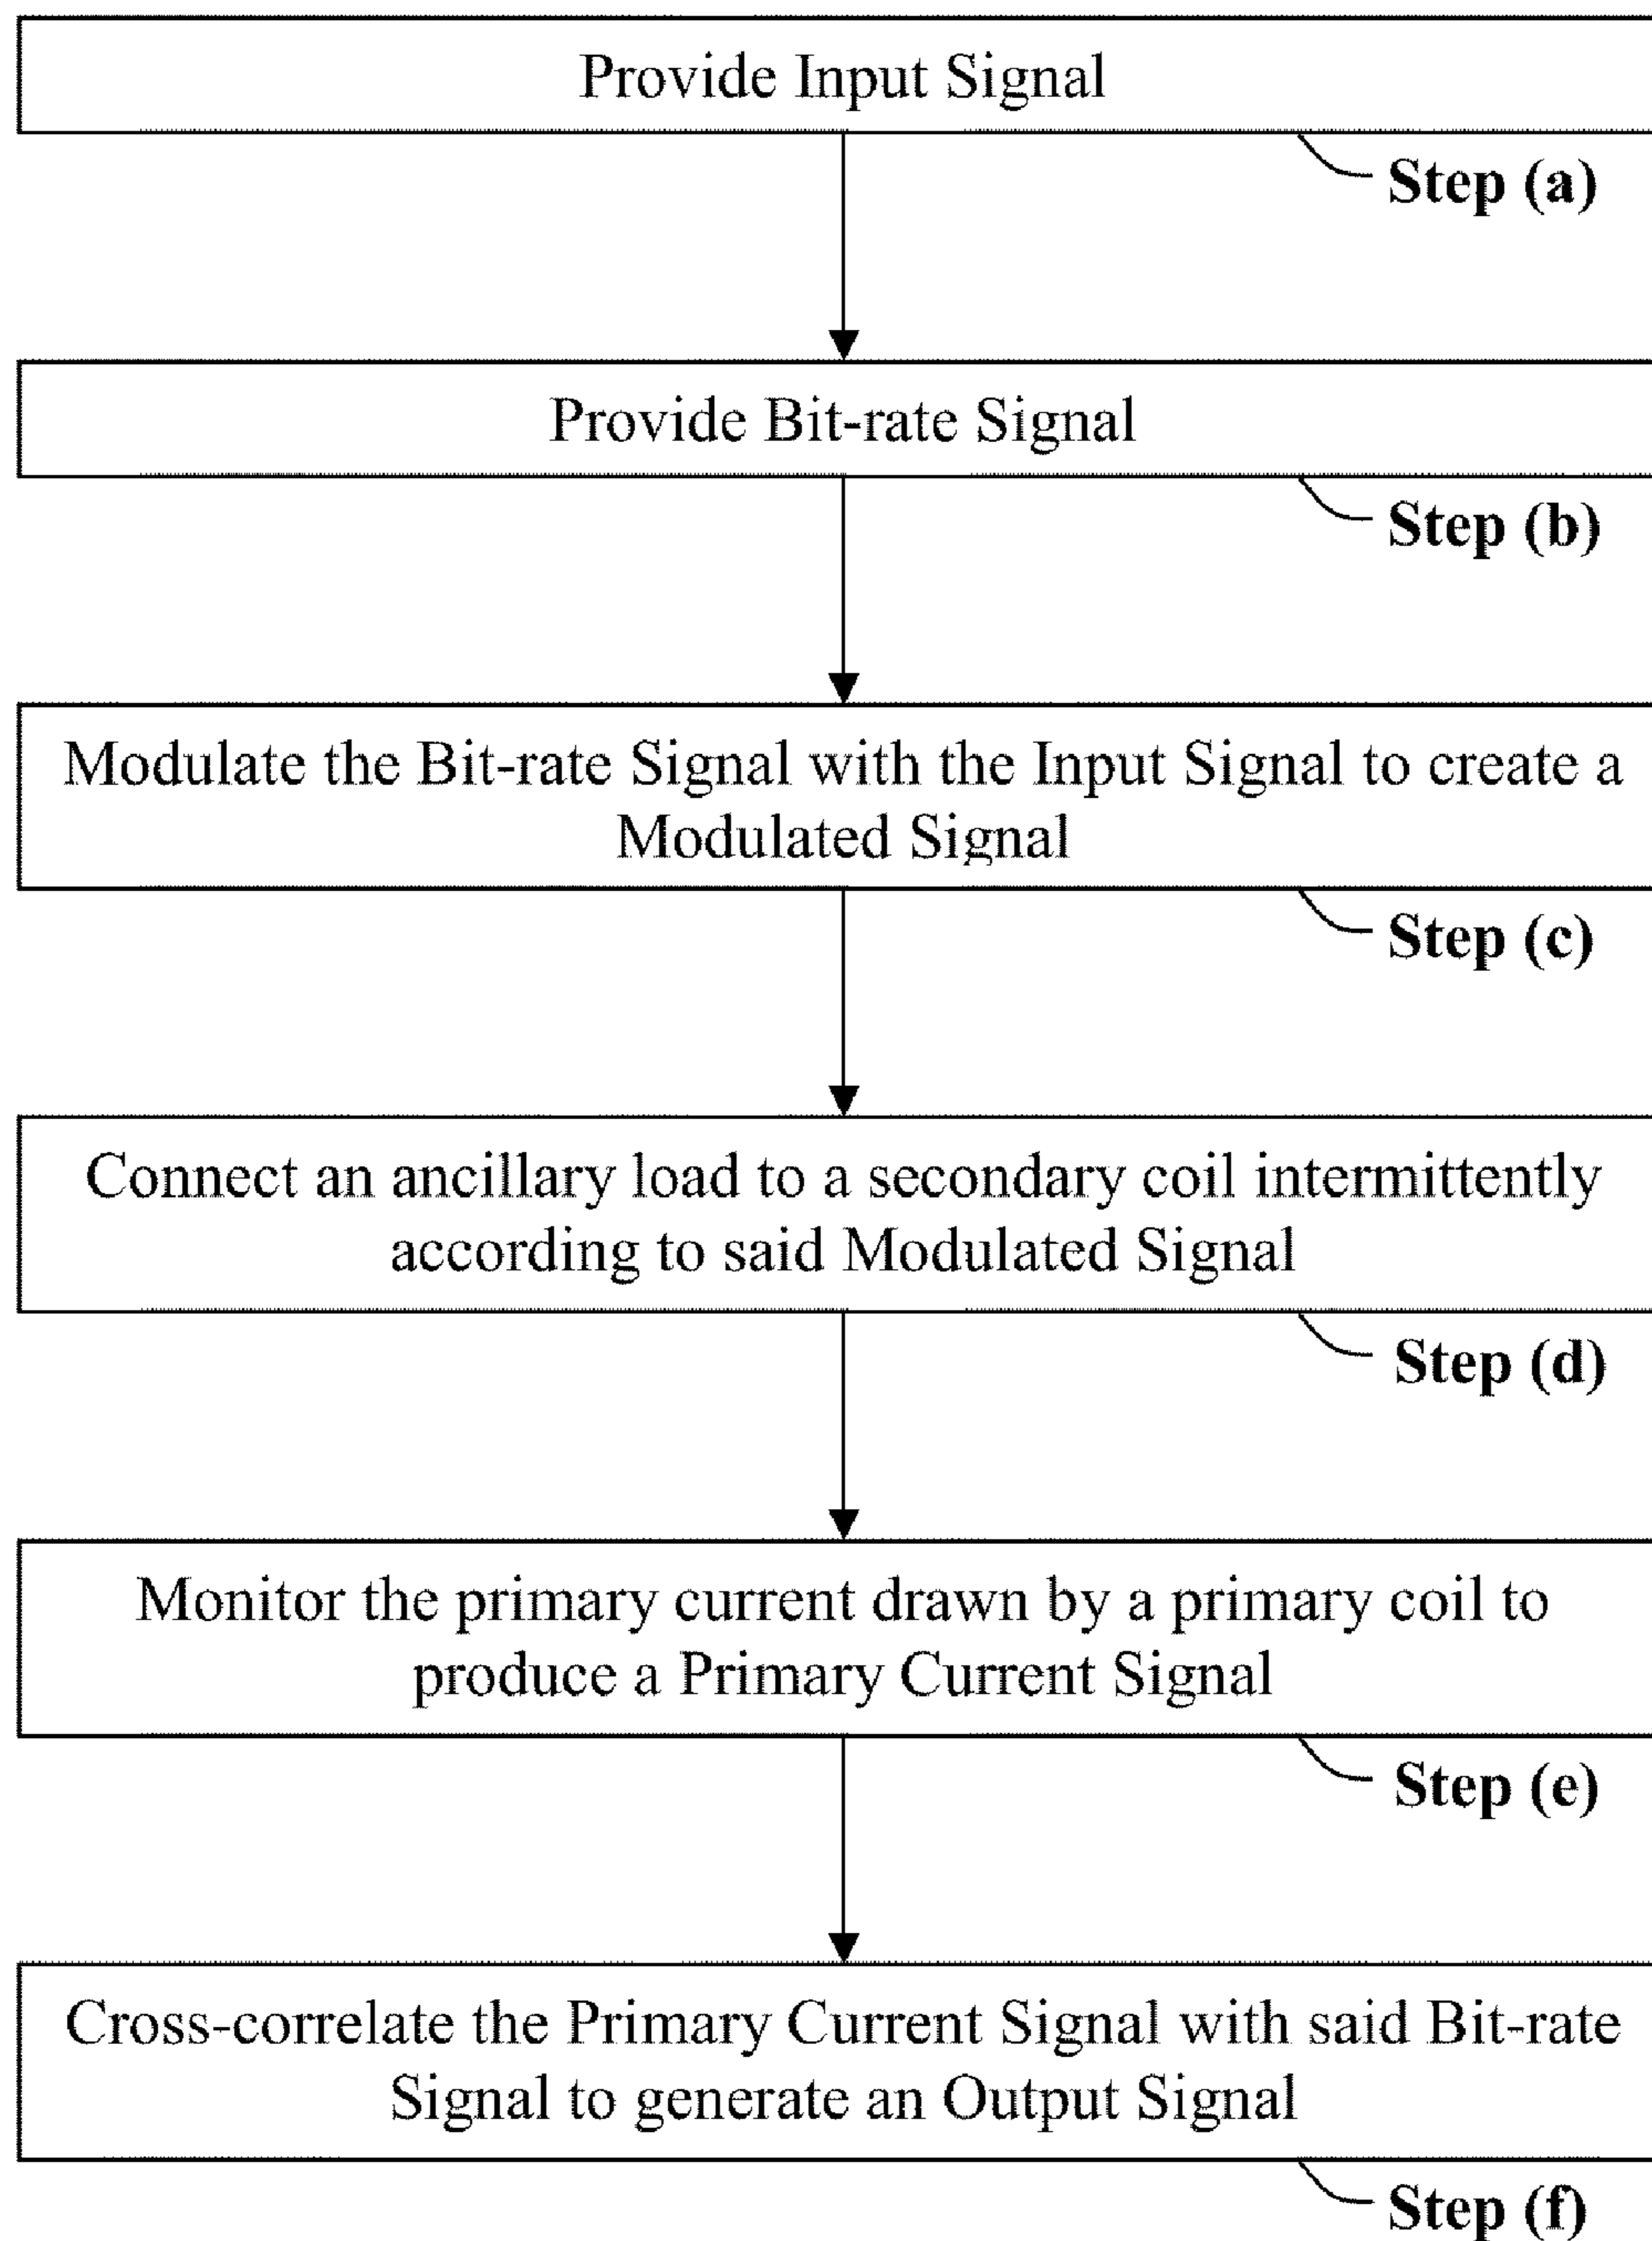 Provide Input Signal
Step (a)
Provide Bit-rate Signal
Step (b)
Modulate the Bit-rate Signal with the Input Signal to create a
Modulated Signal
Step (c)
Connect an ancillary load to a secondary coil intermittently
according to said Modulated Signal
Step (d)
Monitor the primary current drawn by a primary coil to
produce a Primary Current Signal
Step (e)
Cross-correlate the Primary Current Signal with said Bit-rate
Signal to generate an Output Signal
Step (f)